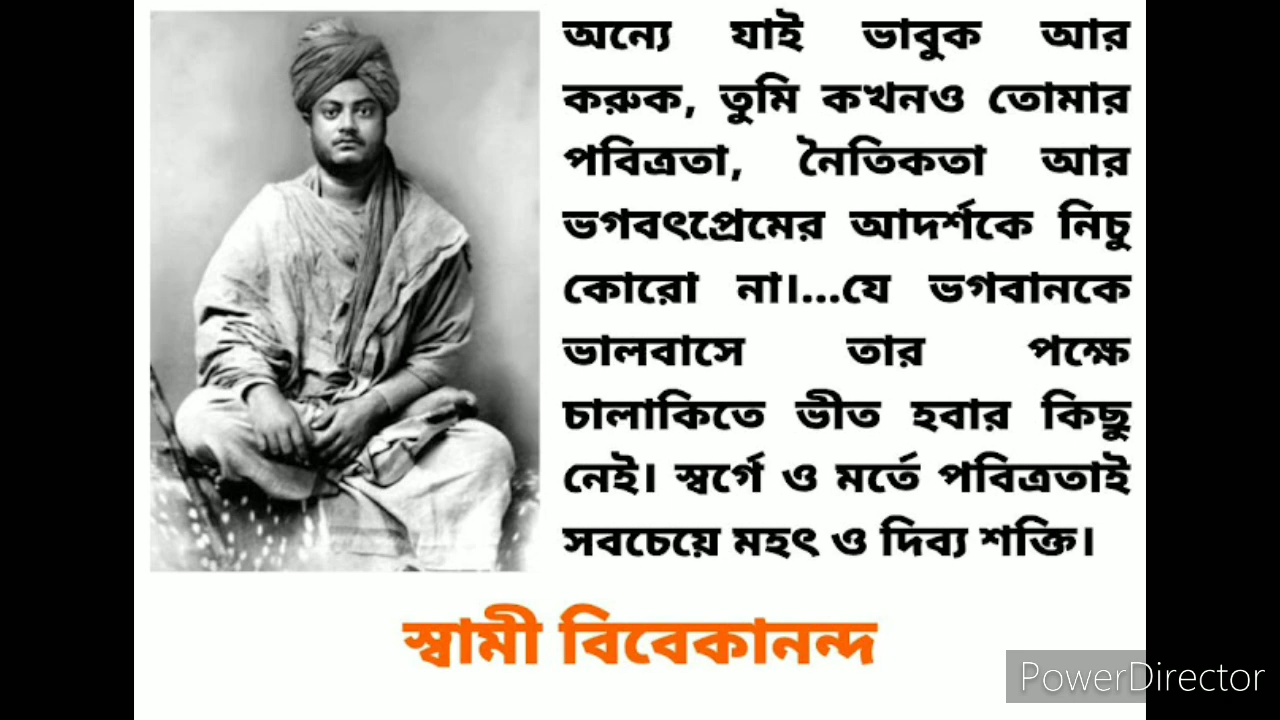 অন্যে যাই ভাবুক আর
করুক, তুমি কখনও তোমার
পবিত্রতা, নৈতিকতা আর
ভগবৎপ্রেমের আদর্শকে নিচু
কোরো না।...যে ভগবানকে
ভালবাসে তার পক্ষে
চালাকিতে ভীত হবার কিছু
নেই। স্বর্গে ও মর্তে পবিত্রতাই
সবচেয়ে মহৎ ও দিব্য শক্তি।
স্বামী বিবেকানন্দ
PowerDirector